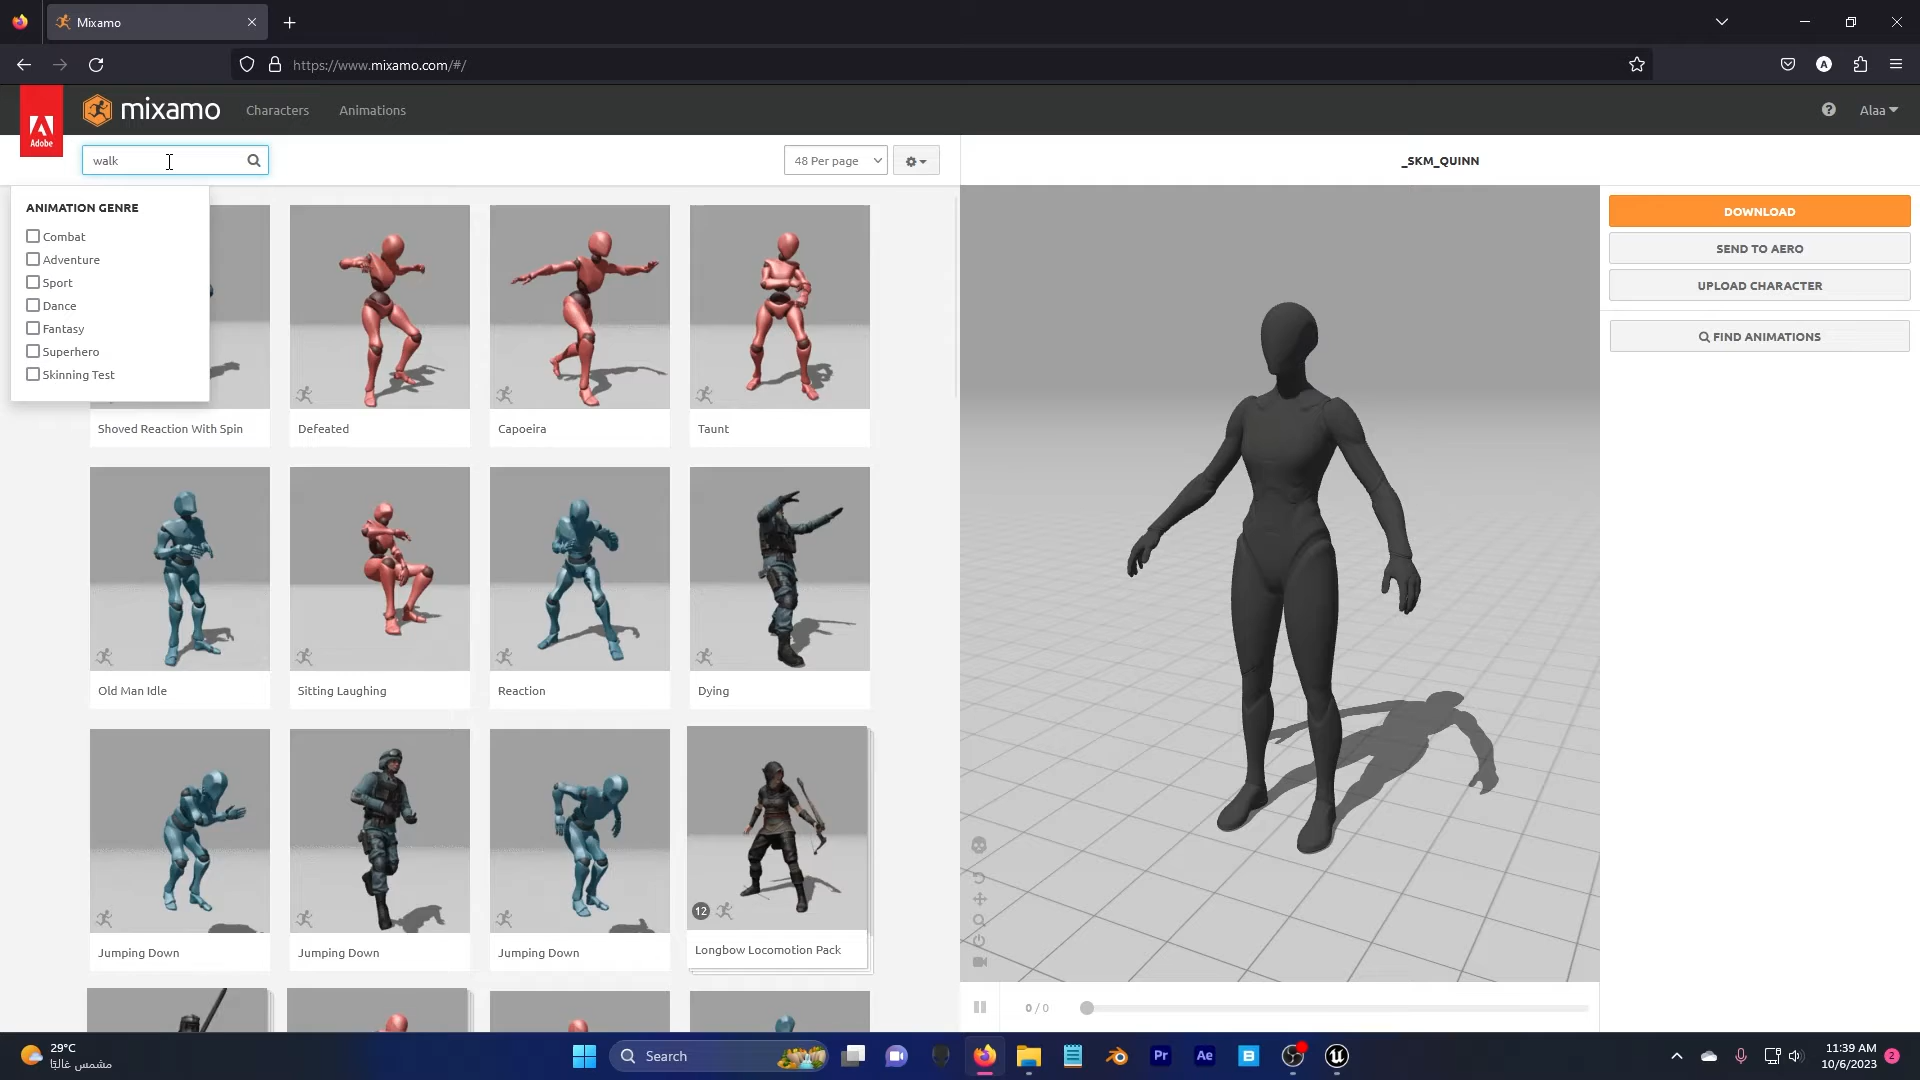 Mixamo
https://www.mixamo.com/#/
Adobe
mixamo
Characters
Animations
Alaa
walk
48 Per page
_SKM_QUINN
ANIMATION GENRE
Combat
Adventure
Sport
Dance
Fantasy
Superhero
Skinning Test
DOWNLOAD
SEND TO AERO
UPLOAD CHARACTER
FIND ANIMATIONS
Shoved Reaction With Spin
Defeated
Capoeira
Taunt
Old Man Idle
Sitting Laughing
Reaction
Dying
12
Jumping Down
Jumping Down
Jumping Down
Longbow Locomotion Pack
0 / 0
29°C
مشمس غالبًا
Search
Pr
Ae
11:39 AM
10/6/2023
2